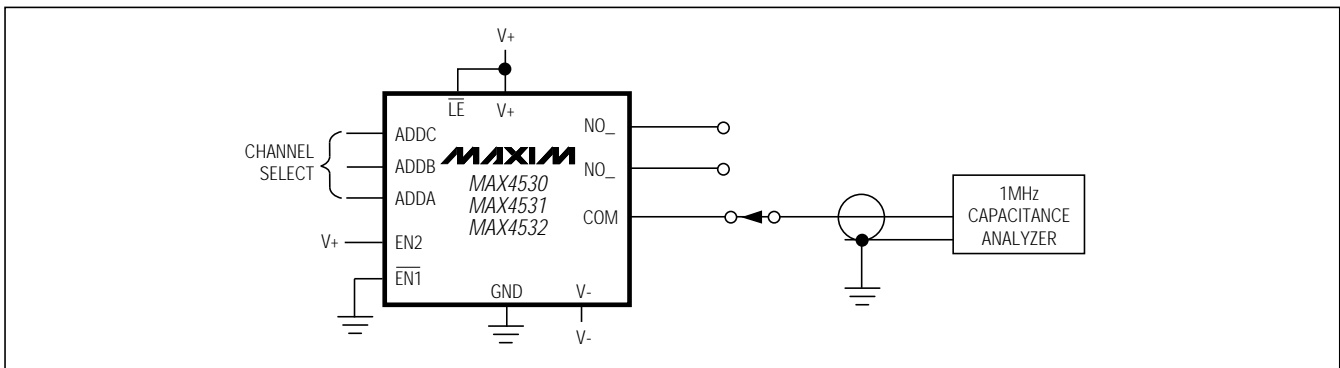 V+
LE
V+
CHANNEL
SELECT
ADDC
ADDB
ADDA
V+
EN2
EN1
MAXIM
MAX4530
MAX4531
MAX4532
NO_
NO_
COM
GND
V-
V-
1MHz
CAPACITANCE
ANALYZER